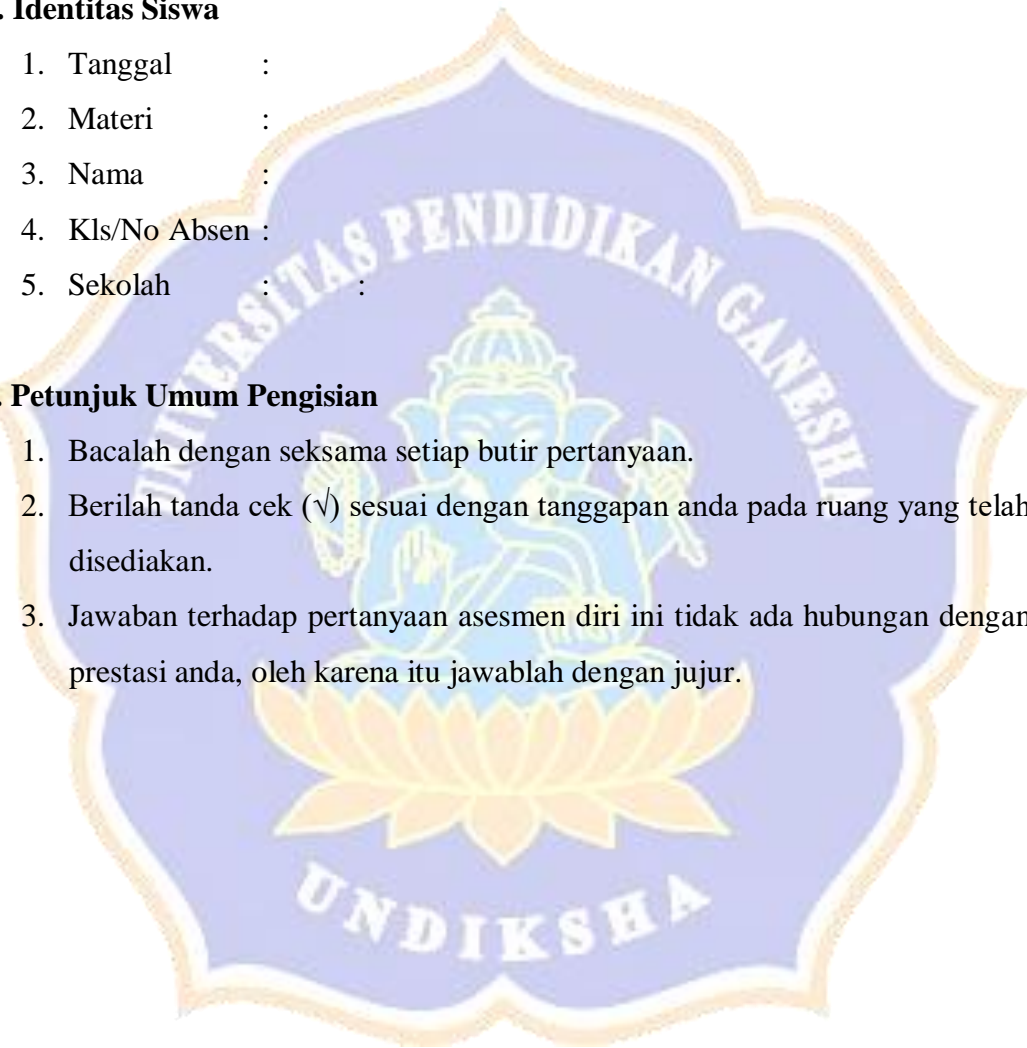 . Identitas Siswa
1. Tanggal :
2. Materi :
3. Nama :
4. Kls/No Absen :
5. Sekolah : :
UNIVERSITAS PENDIDIKAN GANESHA
. Petunjuk Umum Pengisian
1. Bacalah dengan seksama setiap butir pertanyaan.
2. Berilah tanda cek (√) sesuai dengan tanggapan anda pada ruang yang telah
disediakan.
3. Jawaban terhadap pertanyaan asesmen diri ini tidak ada hubungan dengan
prestasi anda, oleh karena itu jawablah dengan jujur.
UNDIKSHA